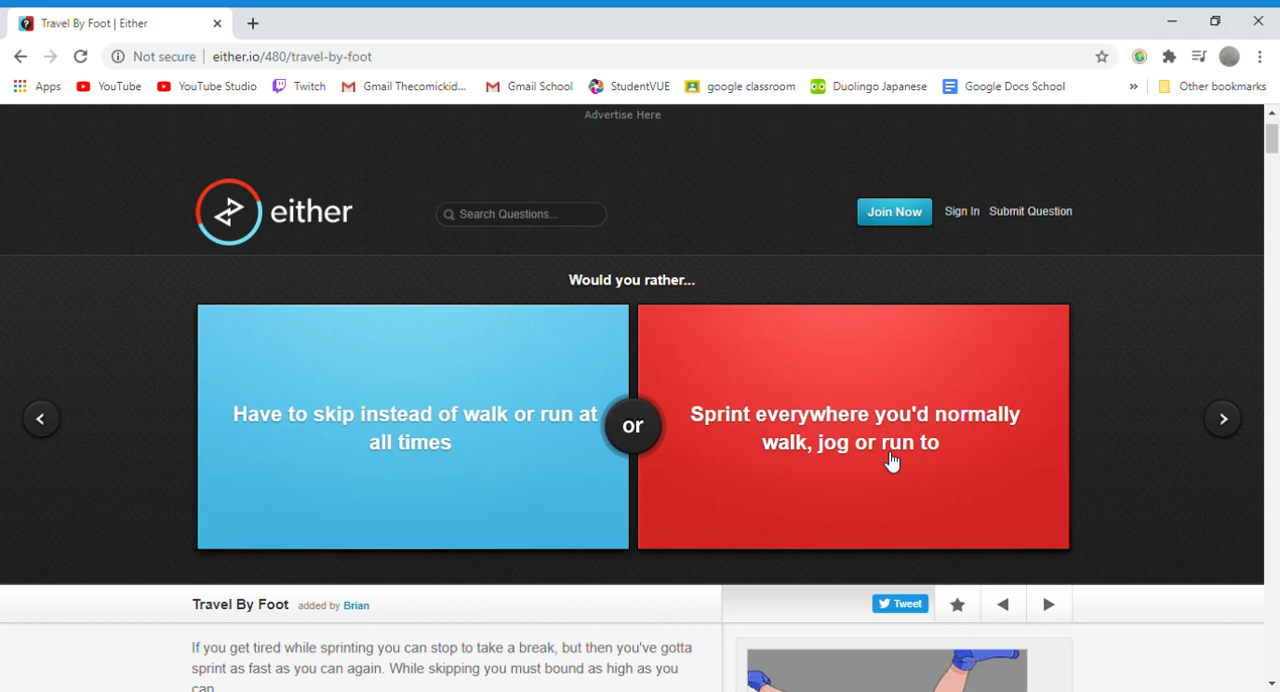 Travel By Foot | Either
Not secure | either.io/480/travel-by-foot
Apps YouTube YouTube Studio Twitch Gmail Thecomickid... Gmail School StudentVUE google classroom Duolingo Japanese Google Docs School » Other bookmarks
Advertise Here
either
Search Questions...
Join Now Sign In Submit Question
Would you rather...
Have to skip instead of walk or run at
all times
or
Sprint everywhere you'd normally
walk, jog or run to
Travel By Foot added by Brian
Tweet
If you get tired while sprinting you can stop to take a break, but then you've gotta
sprint as fast as you can again. While skipping you must bound as high as you
can.